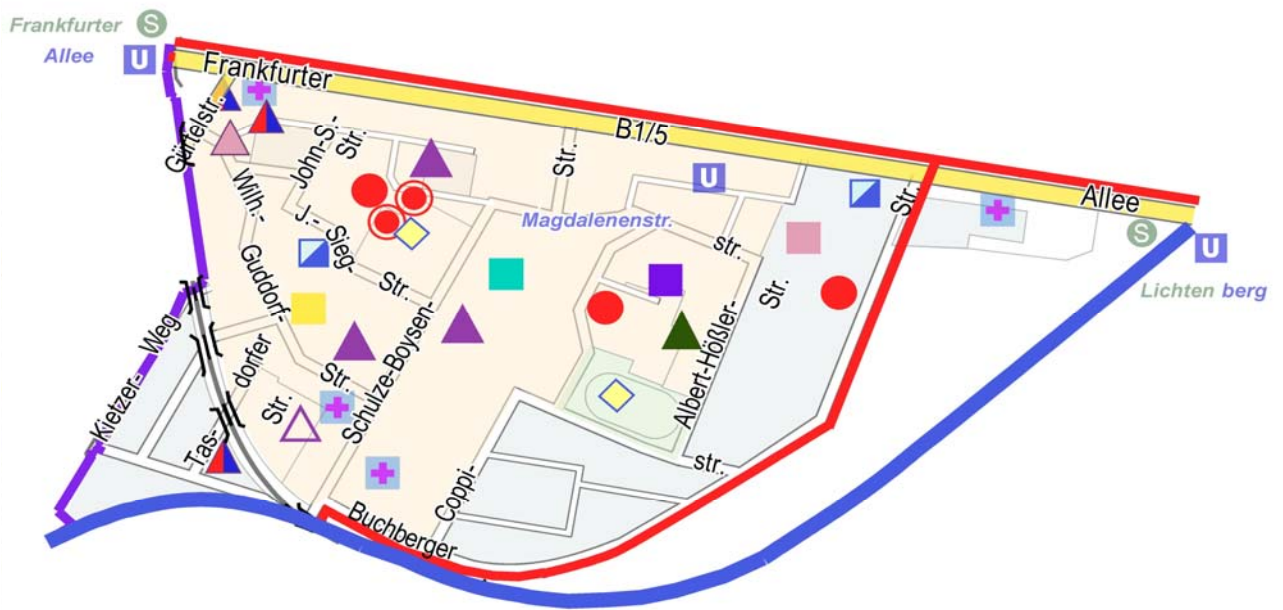 Frankfurter S
Allee U
Frankfurter
B1/5
Allee
Gürtelstr.
John-S.-
Str.
Str.
U
Magdalenenstr.
Str.
S
U
Lichten berg
Wilh.-
Guddorf-
Str.
J.-
Sieg-
Str.
str.
Str.
Albert-Hößler-
Schulze-Boysen-
Kietzer-
Weg
Tas-
dorfer
Str.
Coppi-
str.
Buchberger